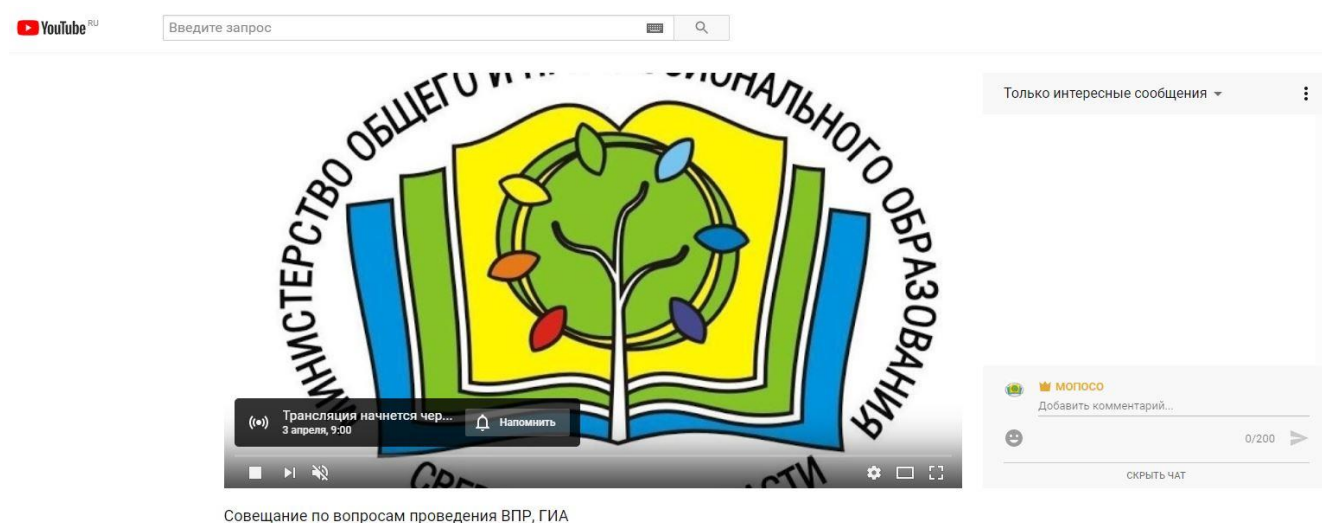 YouTube RU
Введите запрос
МИНИСТЕРСТВО ОБЩЕГО И ПРОФЕССИОНАЛЬНОГО ОБРАЗОВАНИЯ
Трансляция начнется чер...
3 апреля, 9:00
Напомнить
Совещание по вопросам проведения ВПР, ГИА
Только интересные сообщения
МОПОСО
Добавить комментарий...
0/200
СКРЫТЬ ЧАТ